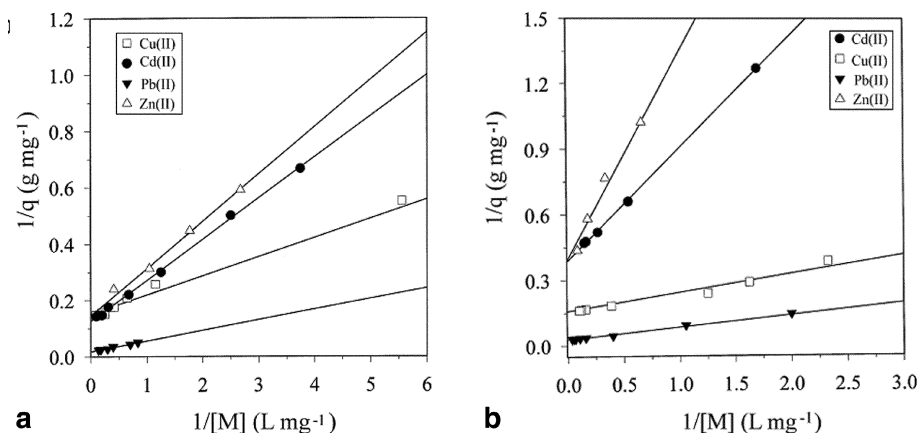 1.2
1.0
0.8
0.6
0.4
0.2
0.0
1/q (g mg⁻¹)
Cu(II)
Cd(II)
Pb(II)
Zn(II)
0 1 2 3 4 5 6
1/[M] (L mg⁻¹)
a
1.5
1.2
0.9
0.6
0.3
0.0
1/q (g mg⁻¹)
Cd(II)
Cu(II)
Pb(II)
Zn(II)
0.0 0.5 1.0 1.5 2.0 2.5 3.0
1/[M] (L mg⁻¹)
b